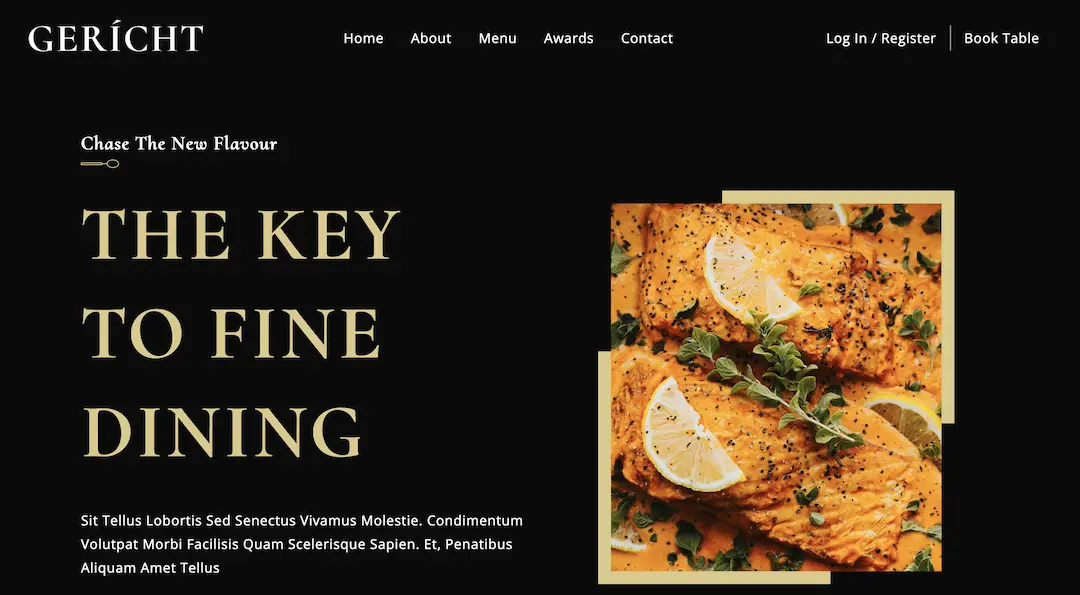 GERÍCHT
Home About Menu Awards Contact
Log In / Register Book Table
Chase The New Flavour
THE KEY
TO FINE
DINING
Sit Tellus Lobortis Sed Senectus Vivamus Molestie. Condimentum
Volutpat Morbi Facilisis Quam Scelerisque Sapien. Et, Penatibus
Aliquam Amet Tellus